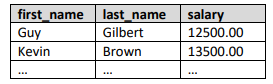 first_name last_name salary
Guy Gilbert 12500.00
Kevin Brown 13500.00
... ... ...